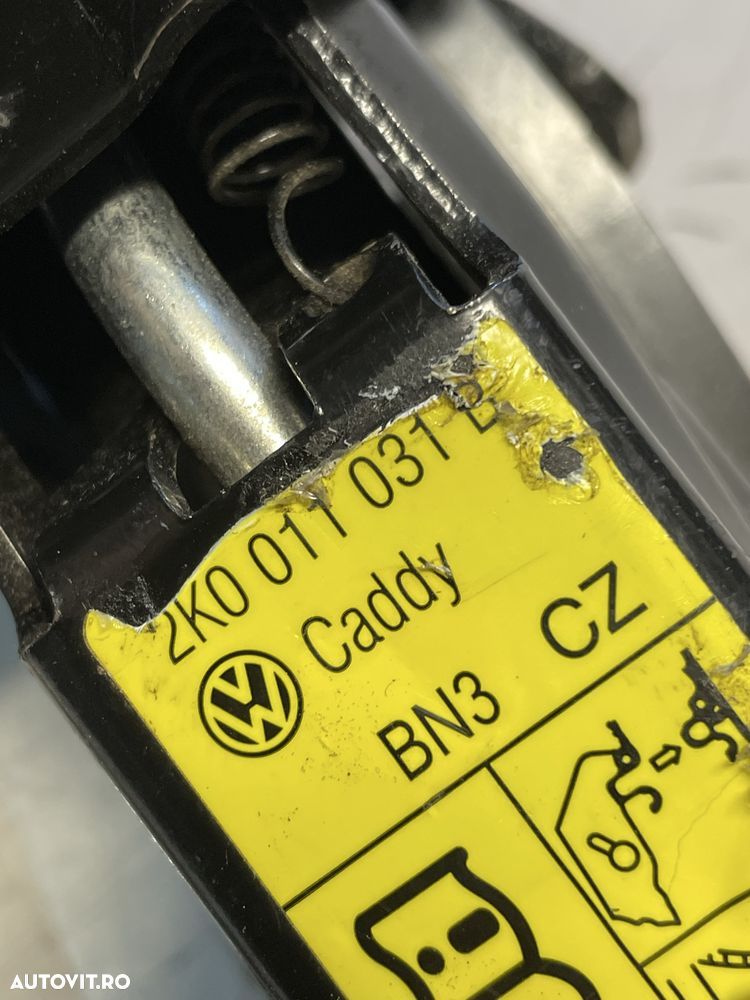 2K0 011 031 B
Caddy
BN3
CZ
AUTOVIT.RO